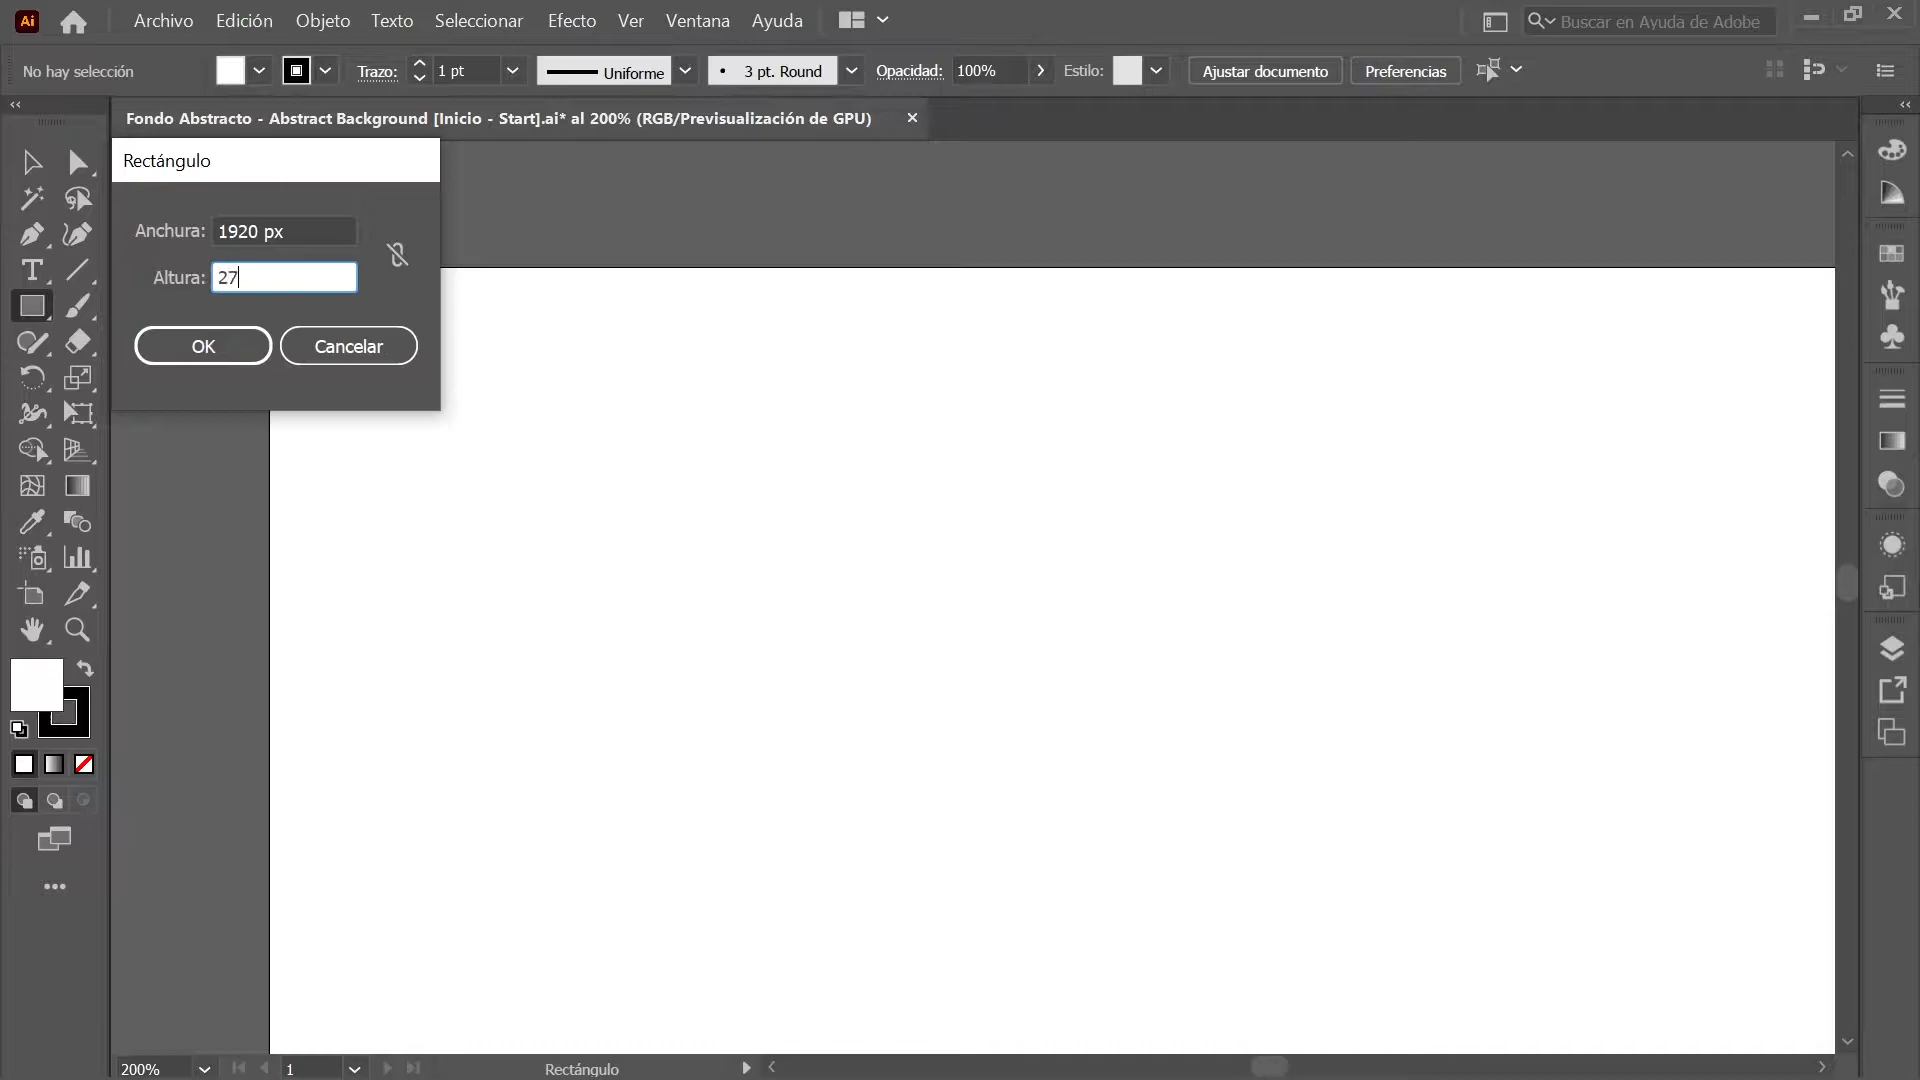 Ai
Archivo Edición Objeto Texto Seleccionar Efecto Ver Ventana Ayuda
Buscar en Ayuda de Adobe
No hay selección
Trazo: 1 pt
Uniforme
3 pt. Round
Opacidad: 100%
Estilo:
Ajustar documento
Preferencias
Fondo Abstracto - Abstract Background [Inicio - Start].ai* al 200% (RGB/Previsualización de GPU)
Rectángulo
Anchura: 1920 px
Altura: 27
OK Cancelar
200% 1 Rectángulo